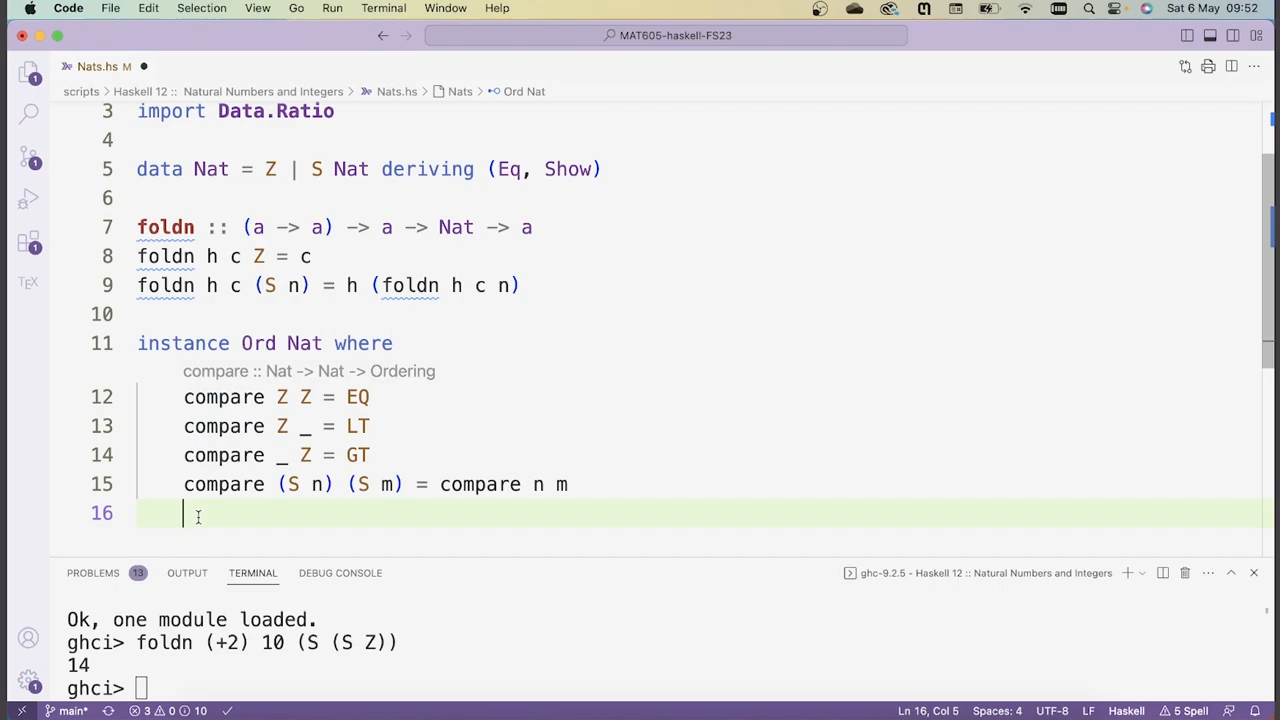 Code File Edit Selection View Go Run Terminal Window Help Sat 6 May 09:52
MAT605-haskell-FS23
Nats.hs M
scripts > Haskell 12 :: Natural Numbers and Integers > Nats.hs > Nats > Ord Nat
3 import Data.Ratio
4
5 data Nat = Z | S Nat deriving (Eq, Show)
6
7 foldn :: (a -> a) -> a -> Nat -> a
8 foldn h c Z = c
9 foldn h c (S n) = h (foldn h c n)
10
11 instance Ord Nat where
compare :: Nat -> Nat -> Ordering
12 compare Z Z = EQ
13 compare Z _ = LT
14 compare _ Z = GT
15 compare (S n) (S m) = compare n m
16
PROBLEMS 13 OUTPUT TERMINAL DEBUG CONSOLE ghc-9.2.5 - Haskell 12 :: Natural Numbers and Integers
Ok, one module loaded.
ghci> foldn (+2) 10 (S (S Z))
14
ghci>
main* 3 0 10 Ln 16, Col 5 Spaces: 4 UTF-8 LF Haskell 5 Spell
1
1
1
1
TEX
1